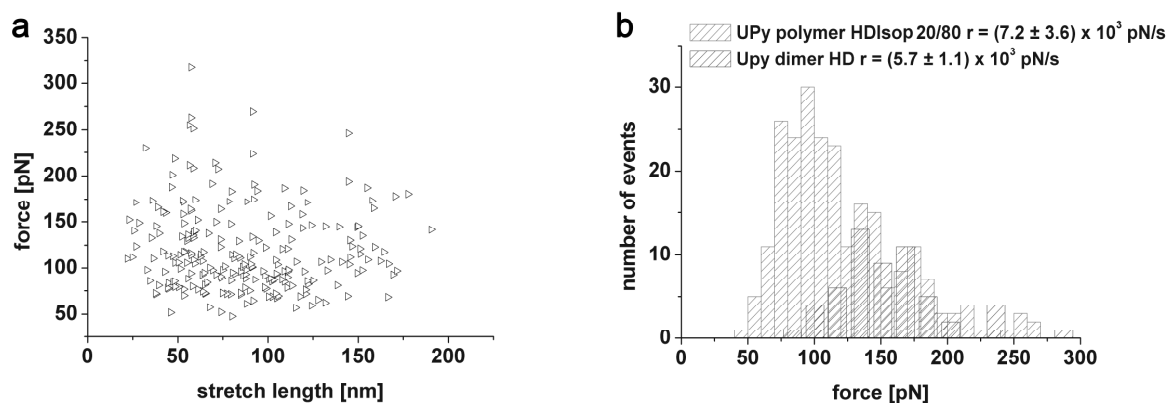 a
350
300
250
200
150
100
50
force [pN]
0
50
100
150
200
stretch length [nm]
b
UPy polymer HDIsop 20/80 r = (7.2 ± 3.6) x 10³ pN/s
Upy dimer HD r = (5.7 ± 1.1) x 10³ pN/s
30
20
10
0
number of events
0
50
100
150
200
250
300
force [pN]